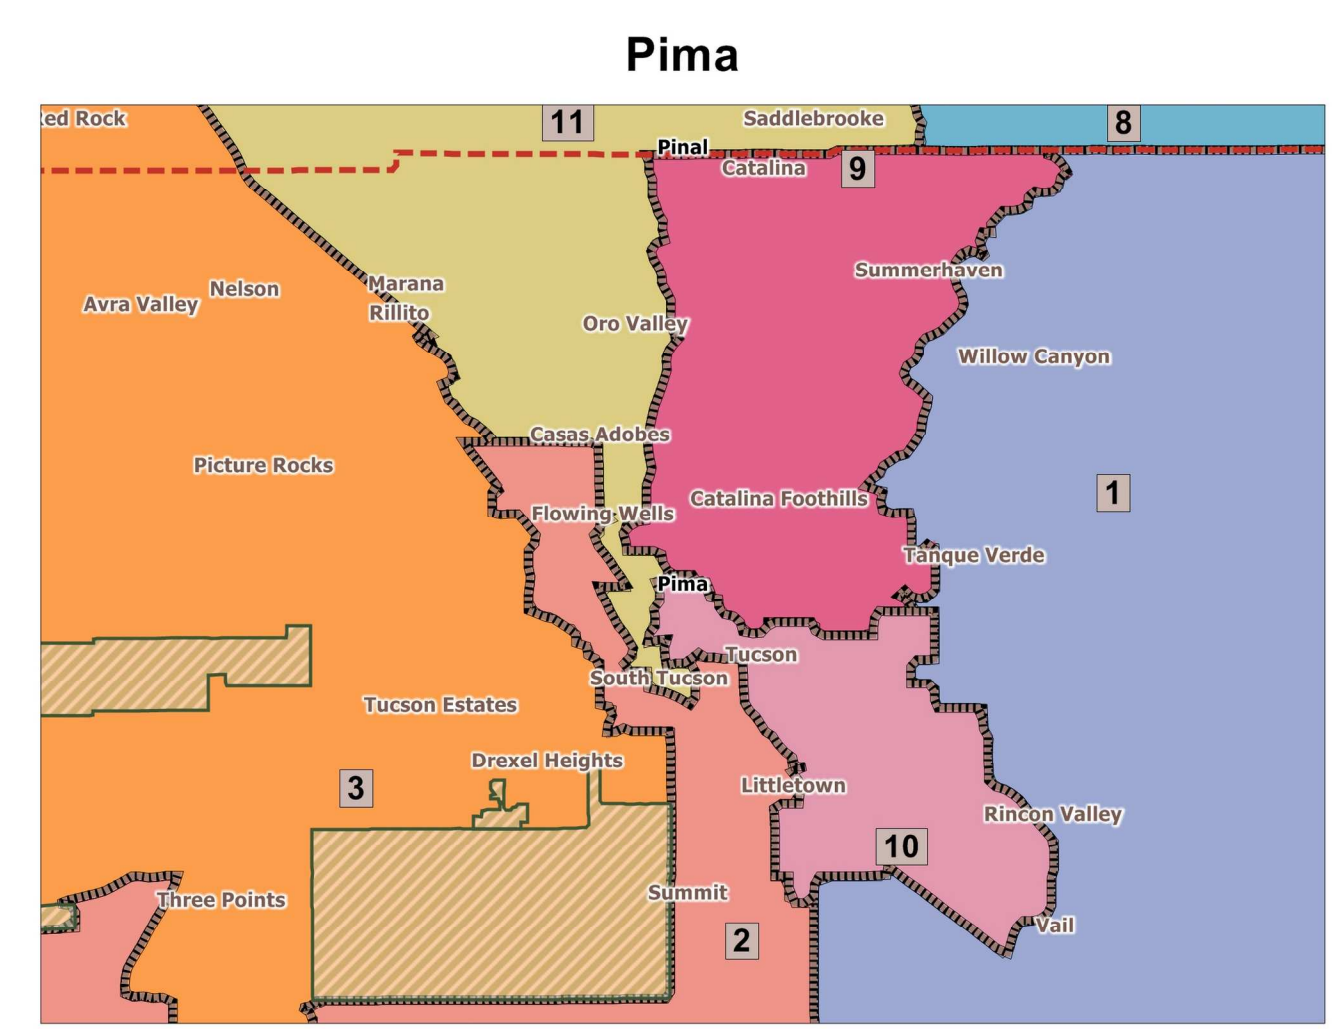 Pima
ed Rock
11
Saddlebrooke
8
Pinal
Catalina
9
Summerhaven
Nelson
Marana
Avra Valley
Rillito
Oro Valley
Willow Canyon
Casas Adobes
Picture Rocks
Catalina Foothills
1
Flowing Wells
Tanque Verde
Pima
Tucson
South Tucson
Tucson Estates
Drexel Heights
3
Littletown
Rincon Valley
10
Three Points
Summit
Vail
2